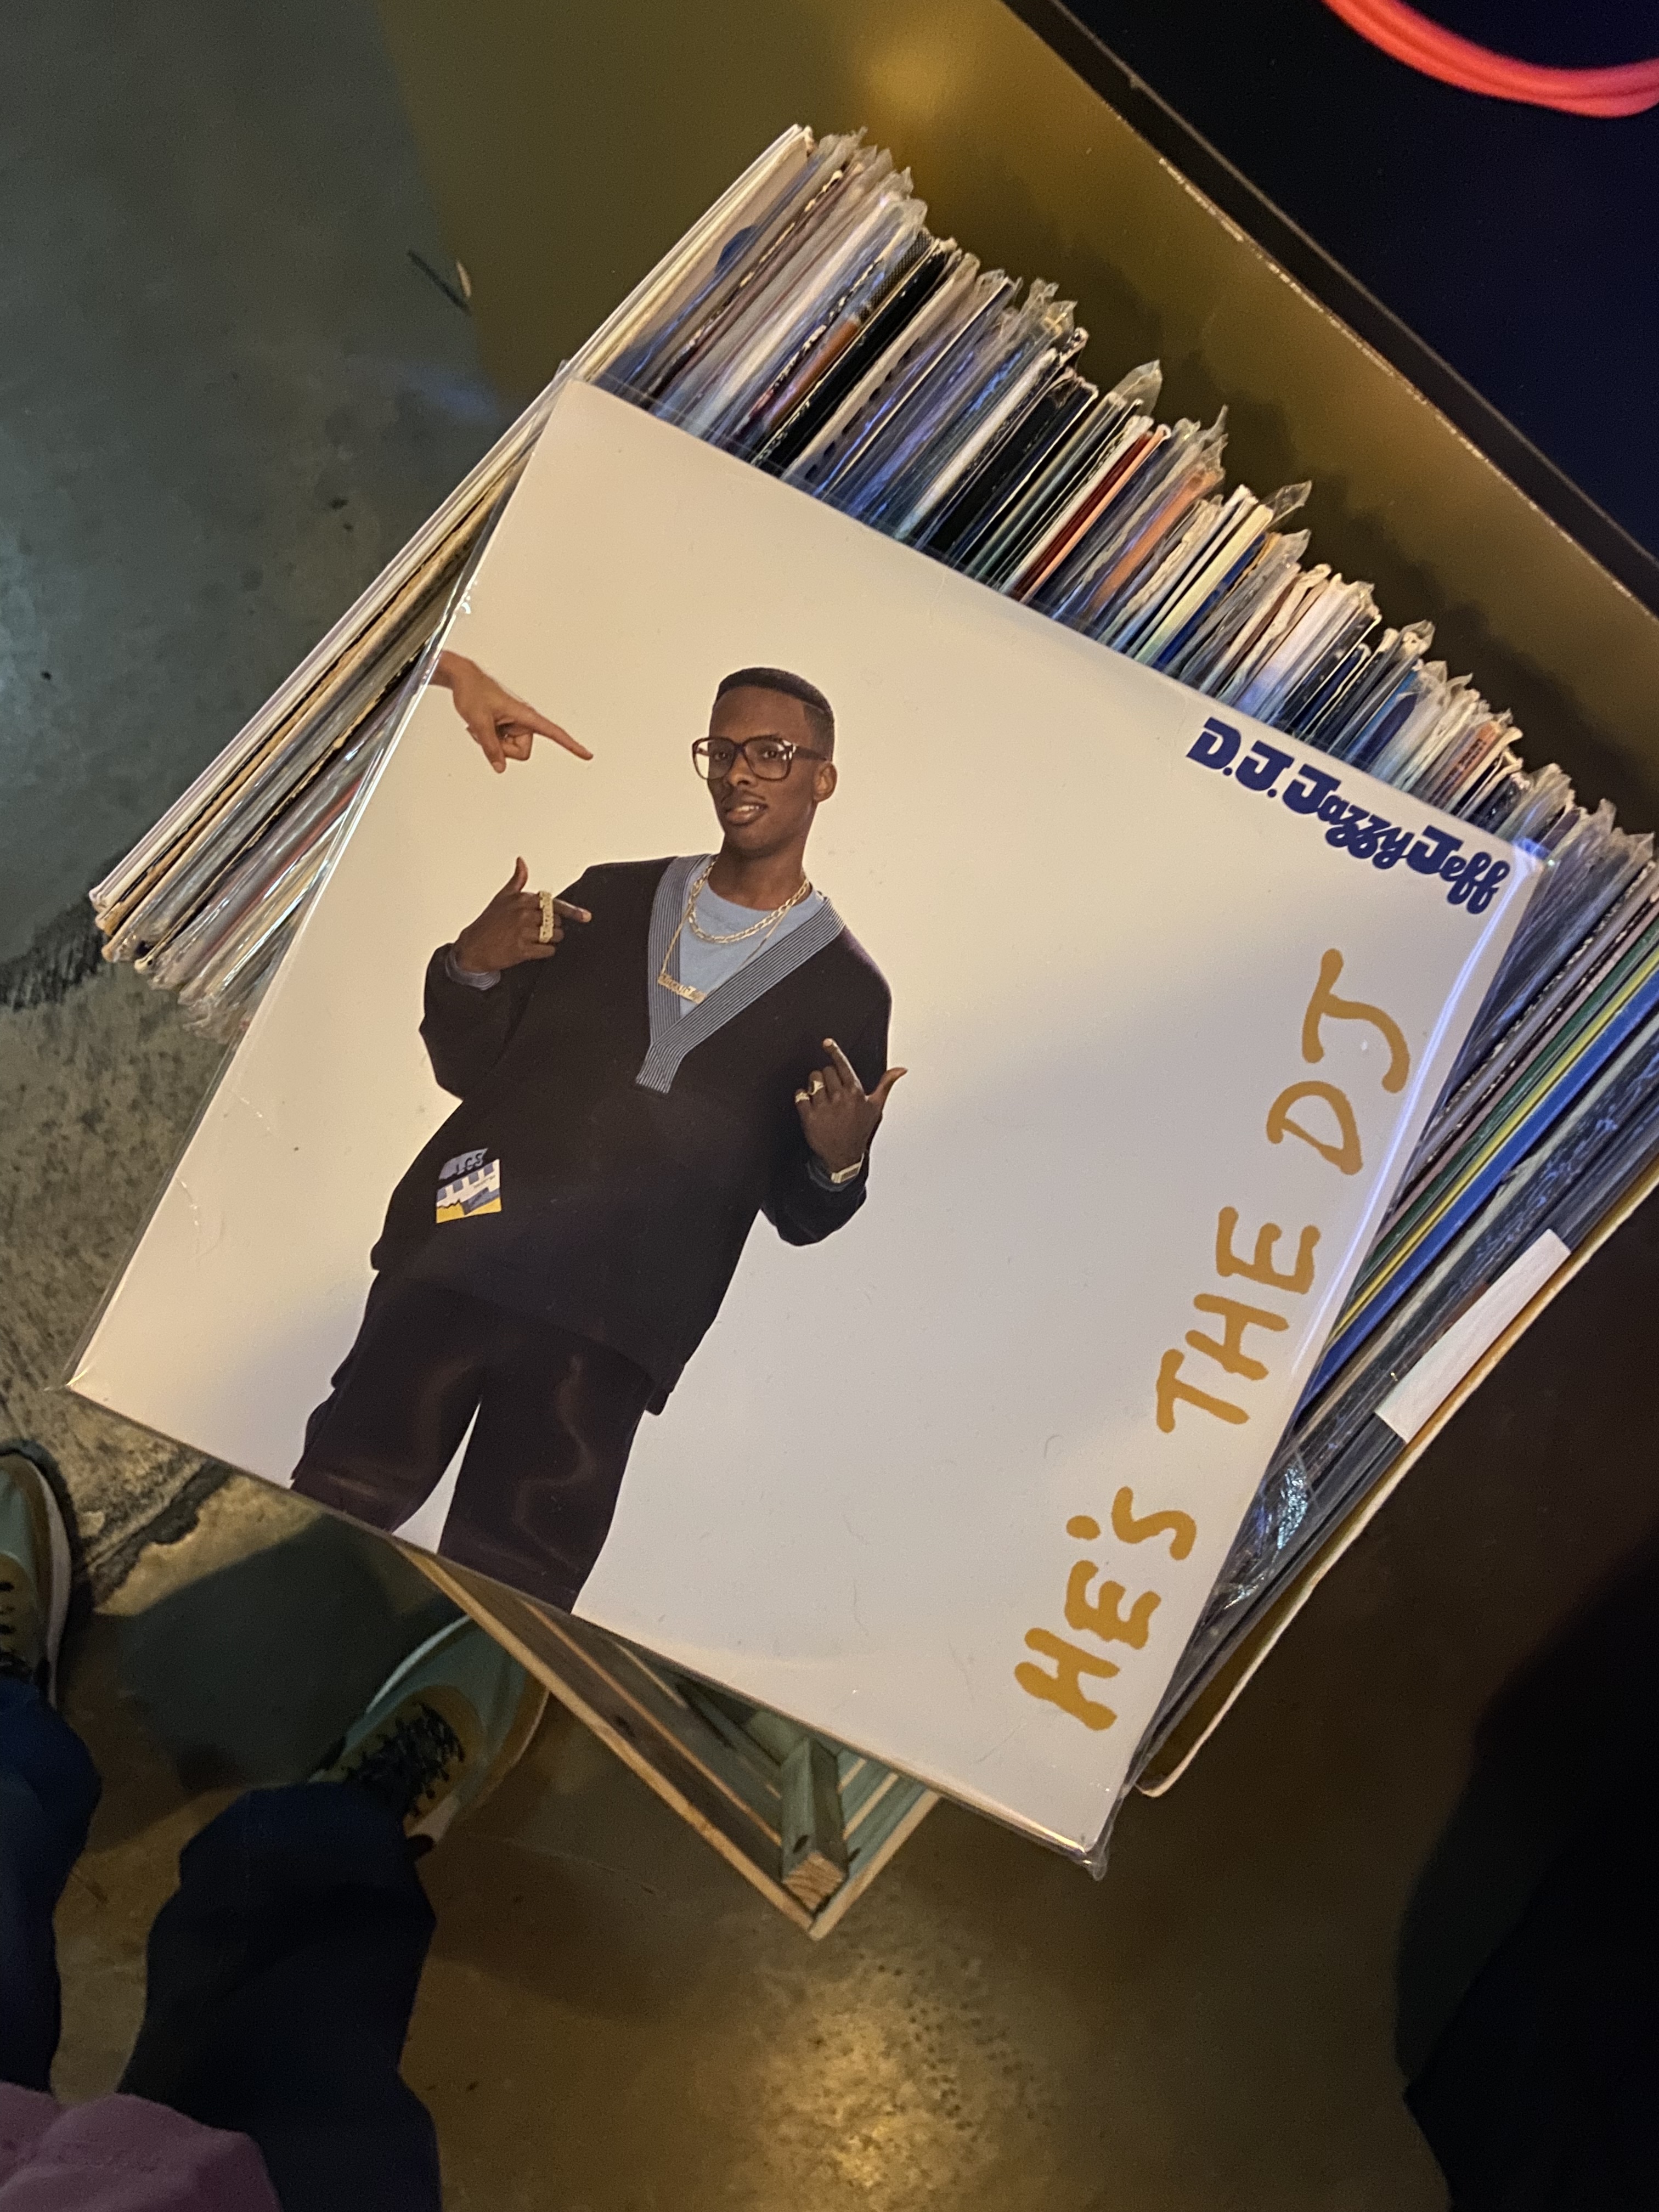 D.J. Jazzy Jeff
HE'S THE DJ